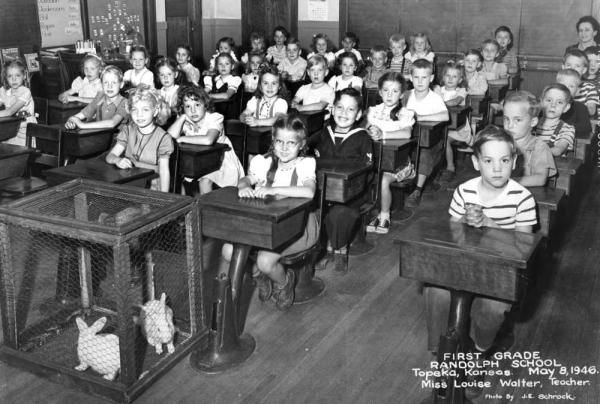 FIRST GRADE
RANDOLPH SCHOOL
Topeka, Kansas. May 8, 1946.
Miss Louise Walter, Teacher.
Photo By J.E. Schrock